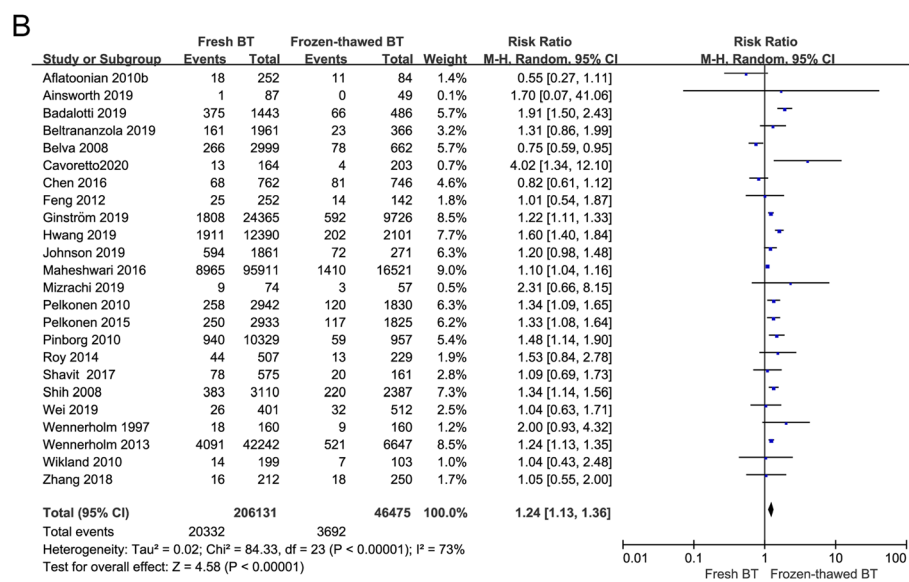 B
Fresh BT Frozen-thawed BT Risk Ratio Risk Ratio
Study or Subgroup Events Total Events Total Weight M-H. Random. 95% CI M-H. Random. 95% CI
Aflatoonian 2010b 18 252 11 84 1.4% 0.55 [0.27, 1.11]
Ainsworth 2019 1 87 0 49 0.1% 1.70 [0.07, 41.06]
Badalotti 2019 375 1443 66 486 5.7% 1.91 [1.50, 2.43]
Beltrananzola 2019 161 1961 23 366 3.2% 1.31 [0.86, 1.99]
Belva 2008 266 2999 78 662 5.8% 0.75 [0.59, 0.95]
Cavoretto2020 13 164 4 203 0.7% 4.02 [1.34, 12.10]
Chen 2016 68 762 81 746 4.6% 0.82 [0.61, 1.12]
Feng 2012 25 252 14 142 1.9% 1.01 [0.54, 1.87]
Ginström 2019 1808 24365 592 9726 8.5% 1.22 [1.11, 1.33]
Hwang 2019 1911 12390 202 2101 7.7% 1.60 [1.40, 1.84]
Johnson 2019 594 1861 72 271 6.4% 1.20 [0.98, 1.48]
Maheshwari 2016 8965 95911 1410 16521 9.0% 1.10 [1.04, 1.16]
Mizrachi 2019 9 74 3 57 0.5% 2.31 [0.66, 8.15]
Pelkonen 2010 258 2942 120 1830 6.3% 1.34 [1.09, 1.65]
Pelkonen 2015 250 2933 117 1825 6.2% 1.33 [1.08, 1.64]
Pinborg 2010 940 10329 59 957 5.4% 1.48 [1.14, 1.90]
Roy 2014 44 507 13 229 1.9% 1.53 [0.84, 2.78]
Shavit 2017 78 575 20 161 2.9% 1.09 [0.69, 1.73]
Shih 2008 383 3110 220 2387 7.3% 1.34 [1.14, 1.56]
Wei 2019 26 401 32 512 2.5% 1.04 [0.63, 1.71]
Wennerholm 1997 18 160 9 160 1.2% 2.00 [0.93, 4.32]
Wennerholm 2013 4091 42242 521 6647 8.5% 1.24 [1.13, 1.35]
Wikland 2010 14 199 7 103 1.0% 1.04 [0.43, 2.48]
Zhang 2018 16 212 18 250 1.7% 1.05 [0.55, 2.00]
Total (95% CI) 206131 46475 100.0% 1.24 [1.13, 1.36]
Total events 20332 3692
Heterogeneity: Tau² = 0.02; Chi² = 84.33, df = 23 (P < 0.00001); I² = 73%
Test for overall effect: Z = 4.58 (P < 0.00001)
0.01 0.1 1 10 100
Fresh BT Frozen-thawed BT